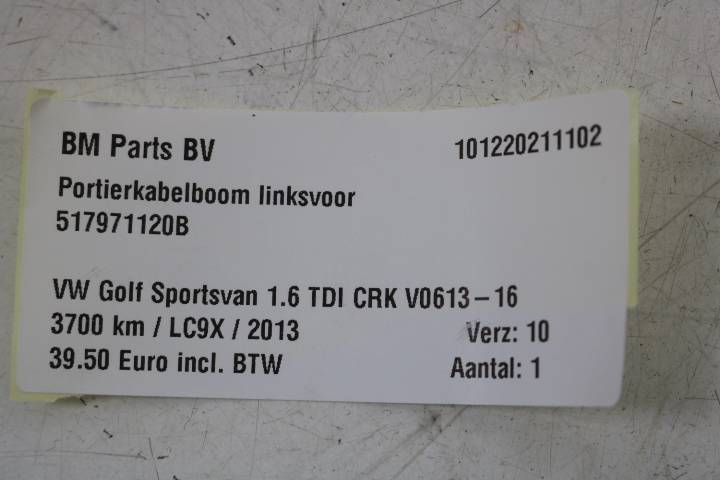 BM Parts BV 101220211102
Portierkabelboom linksvoor
517971120B
VW Golf Sportsvan 1.6 TDI CRK V0613-16
3700 km / LC9X / 2013 Verz: 10
39.50 Euro incl. BTW Aantal: 1